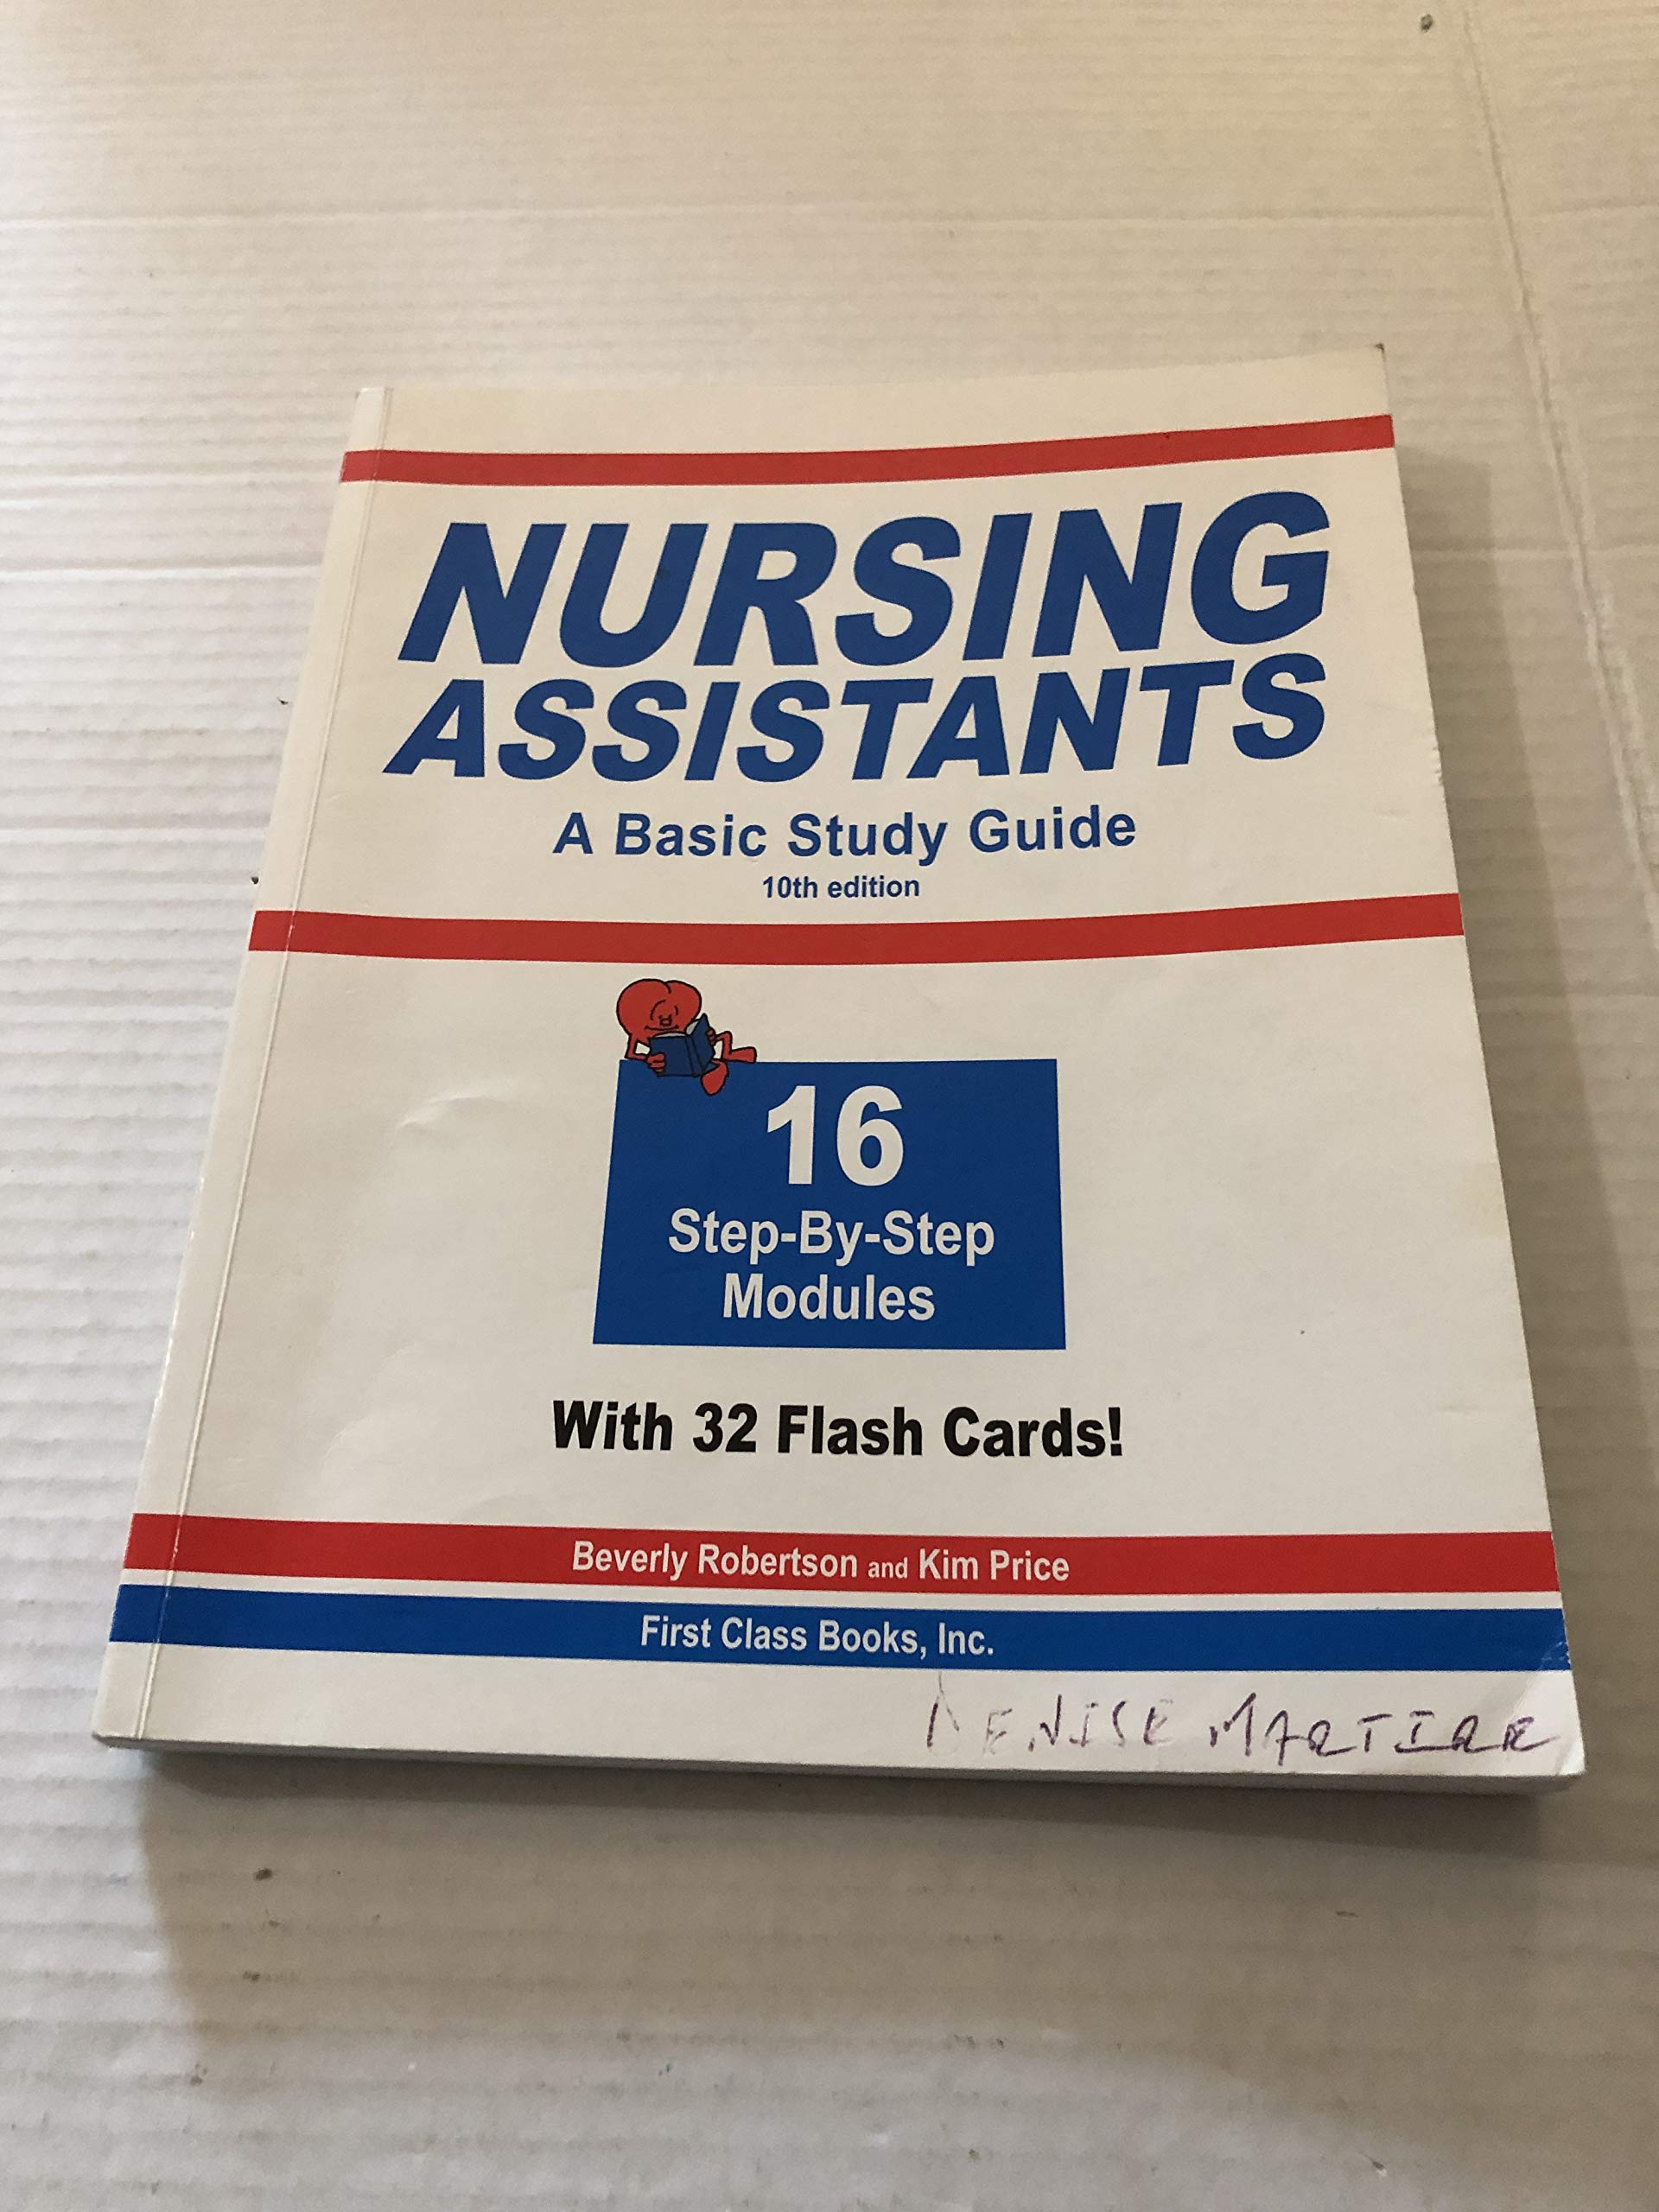 NURSING
ASSISTANTS
A Basic Study Guide
10th edition
16
Step-By-Step
Modules
With 32 Flash Cards!
Beverly Robertson and Kim Price
First Class Books, Inc.
DENISE